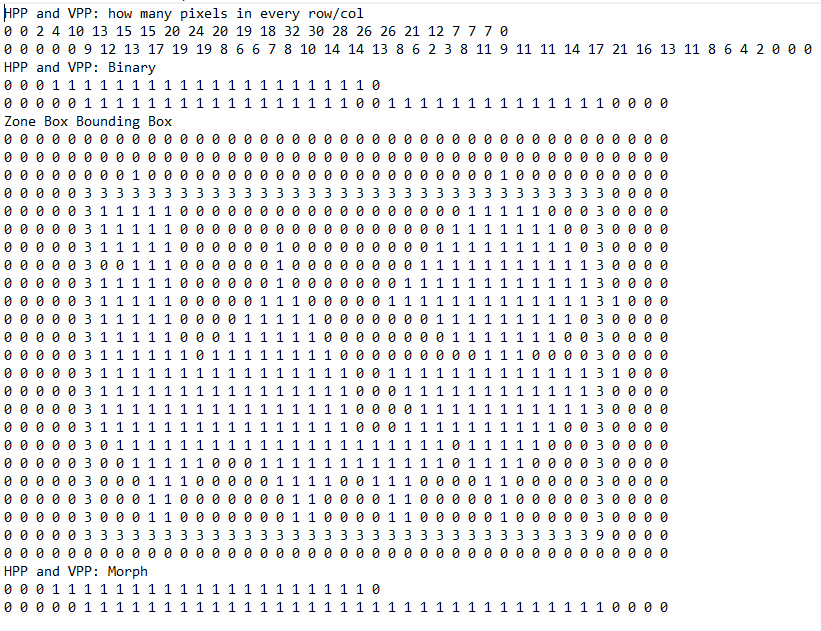 HPP and VPP: how many pixels in every row/col
0 0 2 4 10 13 15 15 20 24 20 19 18 32 30 28 26 26 21 12 7 7 7 0
0 0 0 0 0 9 12 13 17 19 19 8 6 6 7 8 10 14 14 13 8 6 2 3 8 11 9 11 11 14 17 21 16 13 11 8 6 4 2 0 0 0
HPP and VPP: Binary
0 0 0 1 1 1 1 1 1 1 1 1 1 1 1 1 1 1 1 1 1 1 1 0
0 0 0 0 0 1 1 1 1 1 1 1 1 1 1 1 1 1 1 1 1 1 0 0 1 1 1 1 1 1 1 1 1 1 1 1 1 1 0 0 0 0
Zone Box Bounding Box
0 0 0 0 0 0 0 0 0 0 0 0 0 0 0 0 0 0 0 0 0 0 0 0 0 0 0 0 0 0 0 0 0 0 0 0 0 0 0 0 0 0
0 0 0 0 0 0 0 0 0 0 0 0 0 0 0 0 0 0 0 0 0 0 0 0 0 0 0 0 0 0 0 0 0 0 0 0 0 0 0 0 0 0
0 0 0 0 0 0 0 0 1 0 0 0 0 0 0 0 0 0 0 0 0 0 0 0 0 0 0 0 0 0 0 1 0 0 0 0 0 0 0 0 0 0
0 0 0 0 0 3 3 3 3 3 3 3 3 3 3 3 3 3 3 3 3 3 3 3 3 3 3 3 3 3 3 3 3 3 3 3 3 3 0 0 0 0
0 0 0 0 0 3 1 1 1 1 1 0 0 0 0 0 0 0 0 0 0 0 0 0 0 0 0 0 0 1 1 1 1 1 0 0 0 3 0 0 0 0
0 0 0 0 0 3 1 1 1 1 1 0 0 0 0 0 0 0 0 0 0 0 0 0 0 0 0 0 1 1 1 1 1 1 1 0 0 3 0 0 0 0
0 0 0 0 0 3 1 1 1 1 1 0 0 0 0 0 0 1 0 0 0 0 0 0 0 0 0 1 1 1 1 1 1 1 1 1 0 3 0 0 0 0
0 0 0 0 0 3 0 0 1 1 1 0 0 0 0 0 0 1 0 0 0 0 0 0 0 0 1 1 1 1 1 1 1 1 1 1 1 3 0 0 0 0
0 0 0 0 0 3 1 1 1 1 1 0 0 0 0 0 0 1 0 0 0 0 0 0 0 1 1 1 1 1 1 1 1 1 1 1 1 3 0 0 0 0
0 0 0 0 0 3 1 1 1 1 1 0 0 0 0 0 1 1 1 0 0 0 0 0 1 1 1 1 1 1 1 1 1 1 1 1 1 3 1 0 0 0
0 0 0 0 0 3 1 1 1 1 1 0 0 0 0 1 1 1 1 1 0 0 0 0 0 0 0 1 1 1 1 1 1 1 1 1 0 3 0 0 0 0
0 0 0 0 0 3 1 1 1 1 1 0 0 0 1 1 1 1 1 1 0 0 0 0 0 0 0 0 1 1 1 1 1 1 1 0 0 3 0 0 0 0
0 0 0 0 0 3 1 1 1 1 1 1 0 1 1 1 1 1 1 1 1 0 0 0 0 0 0 0 0 0 1 1 1 0 0 0 0 3 0 0 0 0
0 0 0 0 0 3 1 1 1 1 1 1 1 1 1 1 1 1 1 1 1 1 0 0 1 1 1 1 1 1 1 1 1 1 1 1 1 3 1 0 0 0
0 0 0 0 0 3 1 1 1 1 1 1 1 1 1 1 1 1 1 1 1 1 0 0 0 1 1 1 1 1 1 1 1 1 1 1 1 3 0 0 0 0
0 0 0 0 0 3 1 1 1 1 1 1 1 1 1 1 1 1 1 1 1 1 0 0 0 0 1 1 1 1 1 1 1 1 1 1 1 3 0 0 0 0
0 0 0 0 0 3 1 1 1 1 1 1 1 1 1 1 1 1 1 1 1 1 0 0 0 1 1 1 1 1 1 1 1 1 1 0 0 3 0 0 0 0
0 0 0 0 0 3 0 1 1 1 1 1 1 1 1 1 1 1 1 1 1 1 1 1 1 1 1 1 0 1 1 1 1 1 0 0 0 3 0 0 0 0
0 0 0 0 0 3 0 0 1 1 1 1 1 0 0 0 1 1 1 1 1 1 1 1 1 1 1 1 0 1 1 1 1 0 0 0 0 3 0 0 0 0
0 0 0 0 0 3 0 0 0 1 1 0 0 0 0 0 0 1 1 1 1 0 0 1 1 1 0 0 0 0 1 1 0 0 0 0 0 3 0 0 0 0
0 0 0 0 0 3 0 0 0 1 1 0 0 0 0 0 0 0 1 1 0 0 0 0 1 1 0 0 0 0 0 1 0 0 0 0 0 3 0 0 0 0
0 0 0 0 0 3 0 0 0 1 1 0 0 0 0 0 0 0 1 1 0 0 0 0 1 1 0 0 0 0 0 1 0 0 0 0 0 3 0 0 0 0
0 0 0 0 0 3 3 3 3 3 3 3 3 3 3 3 3 3 3 3 3 3 3 3 3 3 3 3 3 3 3 3 3 3 3 3 3 9 0 0 0 0
0 0 0 0 0 0 0 0 0 0 0 0 0 0 0 0 0 0 0 0 0 0 0 0 0 0 0 0 0 0 0 0 0 0 0 0 0 0 0 0 0 0
HPP and VPP: Morph
0 0 0 1 1 1 1 1 1 1 1 1 1 1 1 1 1 1 1 1 1 1 1 0
0 0 0 0 0 1 1 1 1 1 1 1 1 1 1 1 1 1 1 1 1 1 1 1 1 1 1 1 1 1 1 1 1 1 1 1 1 1 0 0 0 0